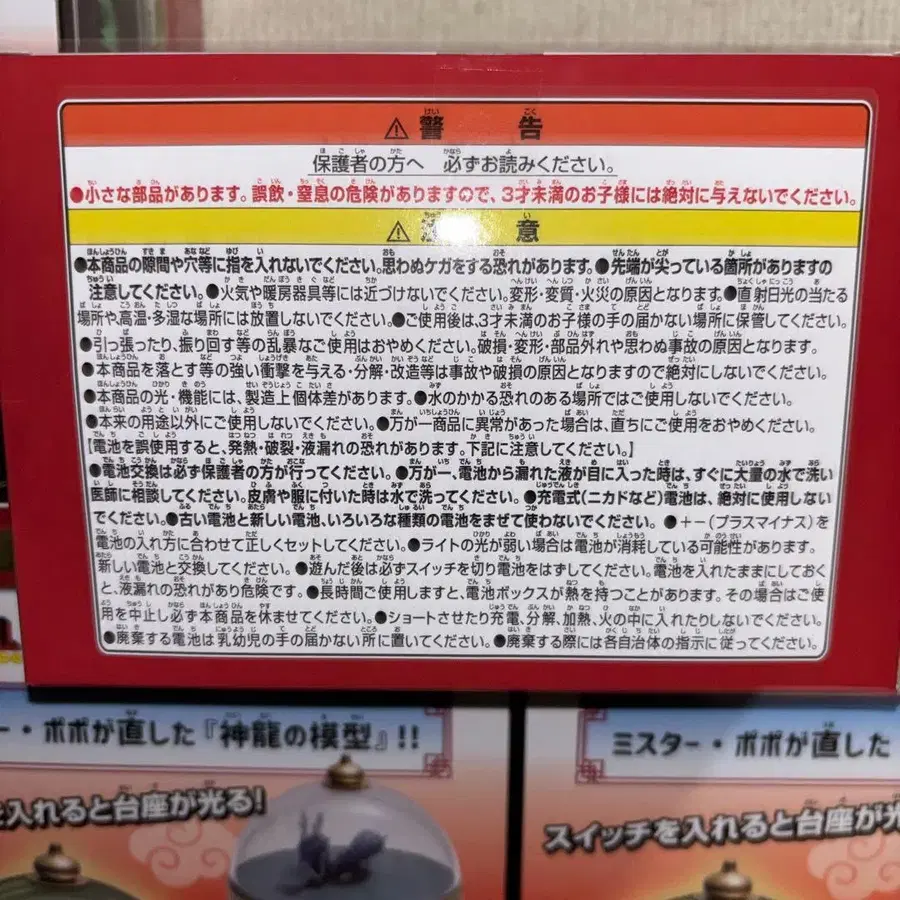 ⚠警告
保護者の方へ 必ずお読みください。
●小さな部品があります。誤飲・窒息の危険がありますので、3才未満のお子様には絶対に与えないでください。
⚠注意
●本商品の隙間や穴等に指を入れないでください。思わぬケガをする恐れがあります。●先端が尖っている箇所がありますの
注意してください。●火気や暖房器具等には近づけないでください。変形・変質・火災の原因となります。●直射日光の当たる
場所や、高温・多湿な場所には放置しないでください。●ご使用後は、3才未満のお子様の手の届かない場所に保管してください。
●引っ張ったり、振り回す等の乱暴なご使用はおやめください。破損・変形・部品外れや思わぬ事故の原因となります。
●本商品を落とす等の強い衝撃を与える・分解・改造等は事故や破損の原因となりますので絶対にしないでください。
●本商品の光・機能には、製造上個体差があります。●水のかかる恐れのある場所ではご使用しないでください。
●本来の用途以外にご使用しないでください。●万が一商品に異常があった場合は、直ちにご使用をおやめください。
【電池を誤使用すると、発熱・破裂・液漏れの恐れがあります。下記に注意してください。】
●電池交換は必ず保護者の方が行ってください。●万が一、電池から漏れた液が目に入った時は、すぐに大量の水で洗い
医師に相談してください。皮膚や服に付いた時は水で洗ってください。●充電式(ニカドなど)電池は、絶対に使用しない
でください。●古い電池と新しい電池、いろいろな種類の電池をまぜて使わないでください。●+−(プラスマイナス)を
電池の入れ方に合わせて正しくセットしてください。●ライトの光が弱い場合は電池が消耗している可能性があります。
新しい電池と交換してください。●遊んだ後は必ずスイッチを切り電池をはずしてください。電池を入れたままにしておく
と、液漏れの恐れがあり危険です。●長時間ご使用しますと、電池ボックスが熱を持つことがあります。その場合はご使
用を中止し必ず本商品を休ませてください。●ショートさせたり充電、分解、加熱、火の中に入れたりしないでください。
●廃棄する電池は乳幼児の手の届かない所に置いてください。●廃棄する際には各自治体の指示に従ってください。
ー・ポポが直した『神龍の模型』!!
ミスター・ポポが直した
を入れると台座が光る!
スイッチを入れると台座が光